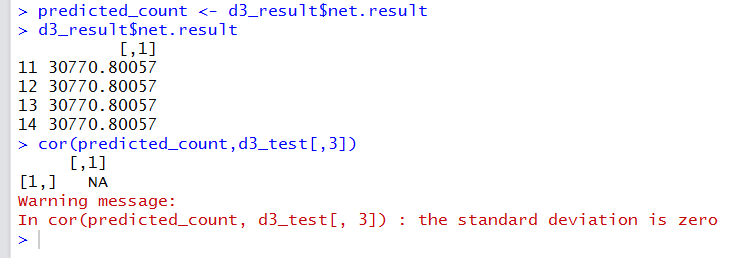 > predicted_count <- d3_result$net.result
> d3_result$net.result
[,1]
11 30770.80057
12 30770.80057
13 30770.80057
14 30770.80057
> cor(predicted_count,d3_test[,3])
[,1]
[1,] NA
Warning message:
In cor(predicted_count, d3_test[, 3]) : the standard deviation is zero
>